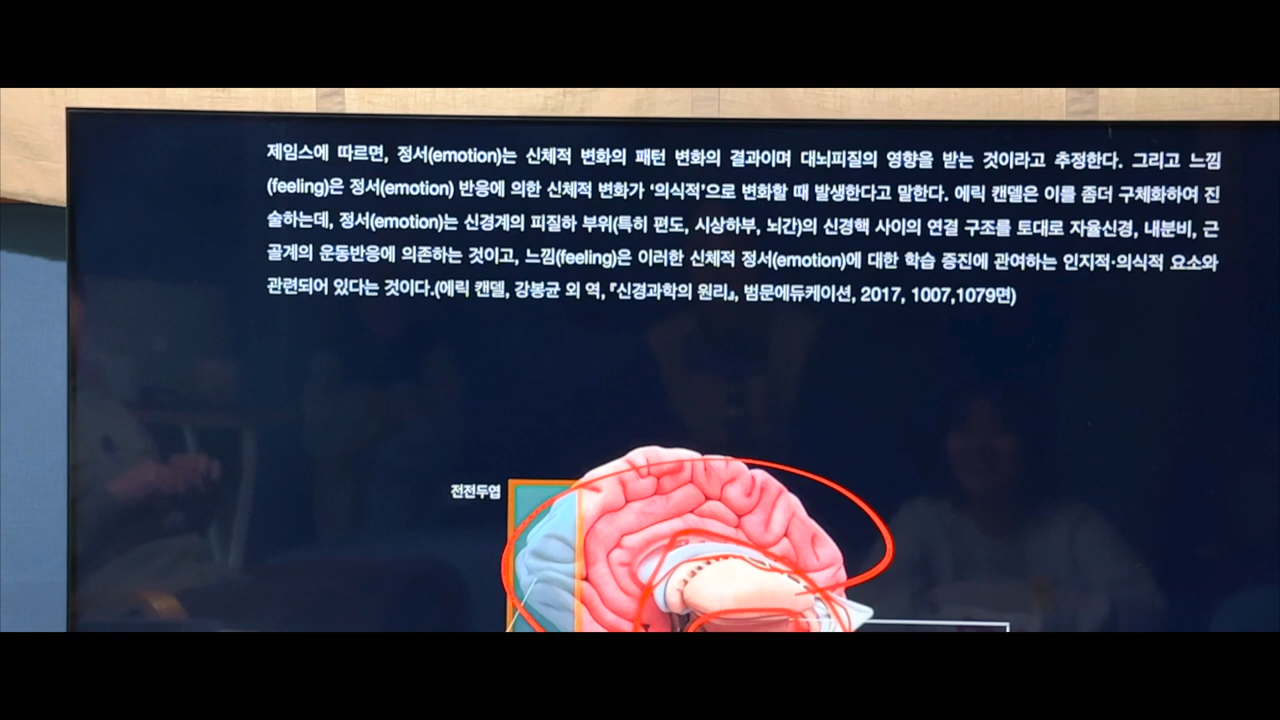 제임스에 따르면, 정서(emotion)는 신체적 변화의 패턴 변화의 결과이며 대뇌피질의 영향을 받는 것이라고 추정한다. 그리고 느낌
(feeling)은 정서(emotion) 반응에 의한 신체적 변화가 ‘의식적’으로 변화할 때 발생한다고 말한다. 에릭 캔델은 이를 좀더 구체화하여 진
술하는데, 정서(emotion)는 신경계의 피질하 부위(특히 편도, 시상하부, 뇌간)의 신경핵 사이의 연결 구조를 토대로 자율신경, 내분비, 근
골계의 운동반응에 의존하는 것이고, 느낌(feeling)은 이러한 신체적 정서(emotion)에 대한 학습 증진에 관여하는 인지적·의식적 요소와
관련되어 있다는 것이다.(에릭 캔델, 강봉균 외 역, 『신경과학의 원리』, 범문에듀케이션, 2017, 1007,1079면)
전전두엽